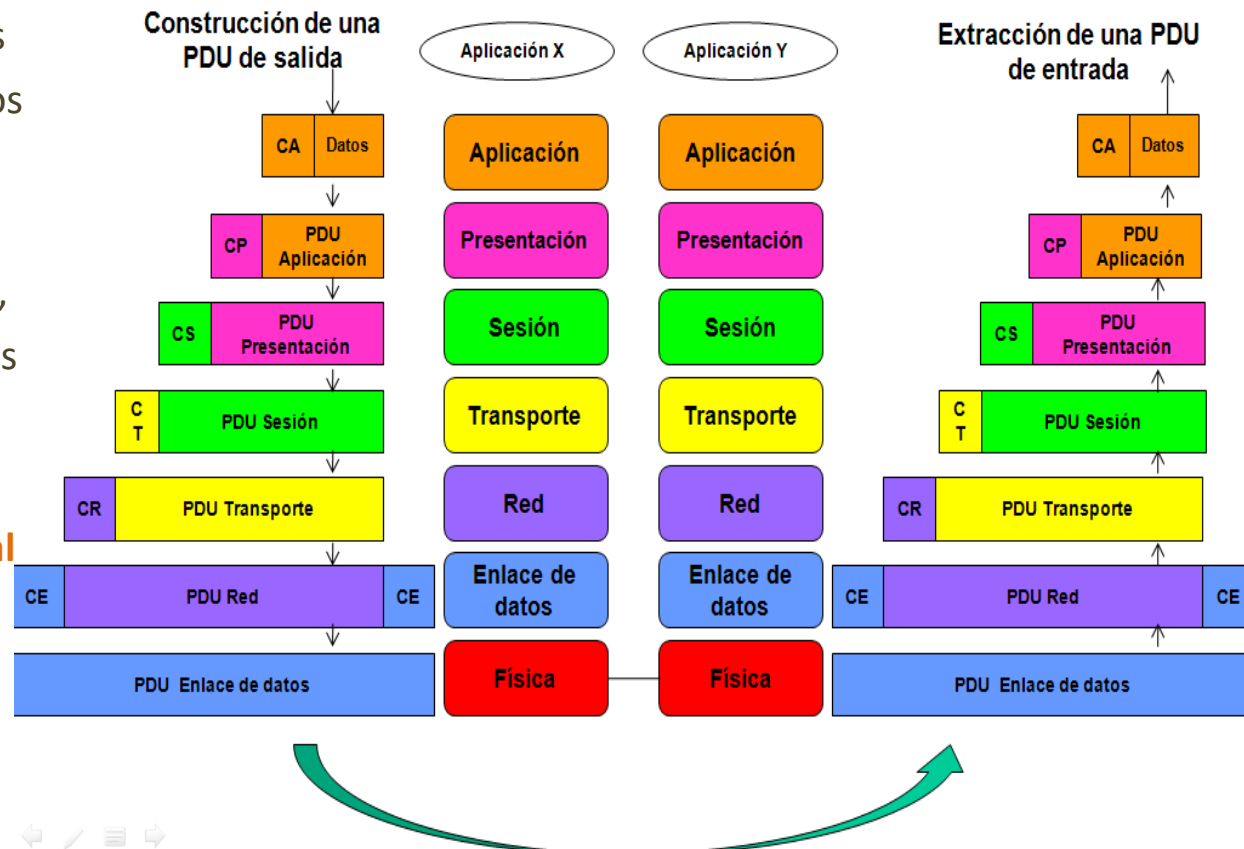 Construcción de una
PDU de salida
Aplicación X
Aplicación Y
Extracción de una PDU
de entrada
CA Datos
Aplicación
Aplicación
CA Datos
CP
PDU
Aplicación
Presentación
Presentación
CP
PDU
Aplicación
CS
PDU
Presentación
Sesión
Sesión
CS
PDU
Presentación
C
T
PDU Sesión
Transporte
Transporte
C
T
PDU Sesión
CR PDU Transporte
Red
Red
CR PDU Transporte
CE PDU Red CE
Enlace de
datos
Enlace de
datos
CE PDU Red CE
PDU Enlace de datos
Física
Física
PDU Enlace de datos